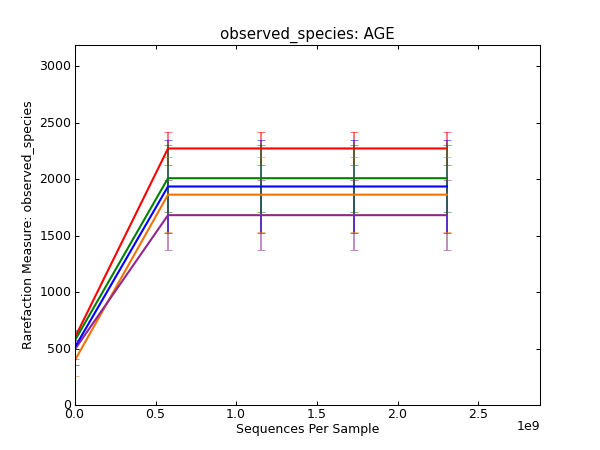 observed_species: AGE
Rarefaction Measure: observed_species
3000
2500
2000
1500
1000
500
0
0.0 0.5 1.0 1.5 2.0 2.5
1e9
Sequences Per Sample